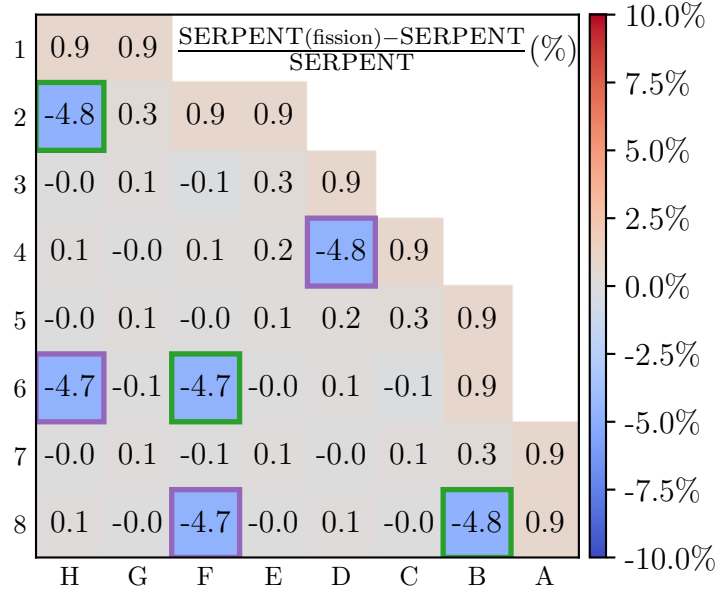 1 0.9 0.9 SERPENT(fission)−SERPENT / SERPENT (%) 10.0%
2 -4.8 0.3 0.9 0.9 7.5%
3 -0.0 0.1 -0.1 0.3 0.9 5.0%
4 0.1 -0.0 0.1 0.2 -4.8 0.9 2.5%
0.0%
5 -0.0 0.1 -0.0 0.1 0.2 0.3 0.9
-2.5%
6 -4.7 -0.1 -4.7 -0.0 0.1 -0.1 0.9
-5.0%
7 -0.0 0.1 -0.1 0.1 -0.0 0.1 0.3 0.9
-7.5%
8 0.1 -0.0 -4.7 -0.0 0.1 -0.0 -4.8 0.9
-10.0%
H G F E D C B A